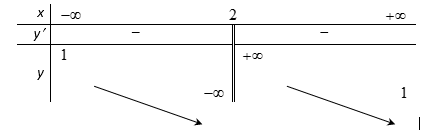 x −∞ 2 +∞
y′ − −
1 +∞
y
−∞ 1